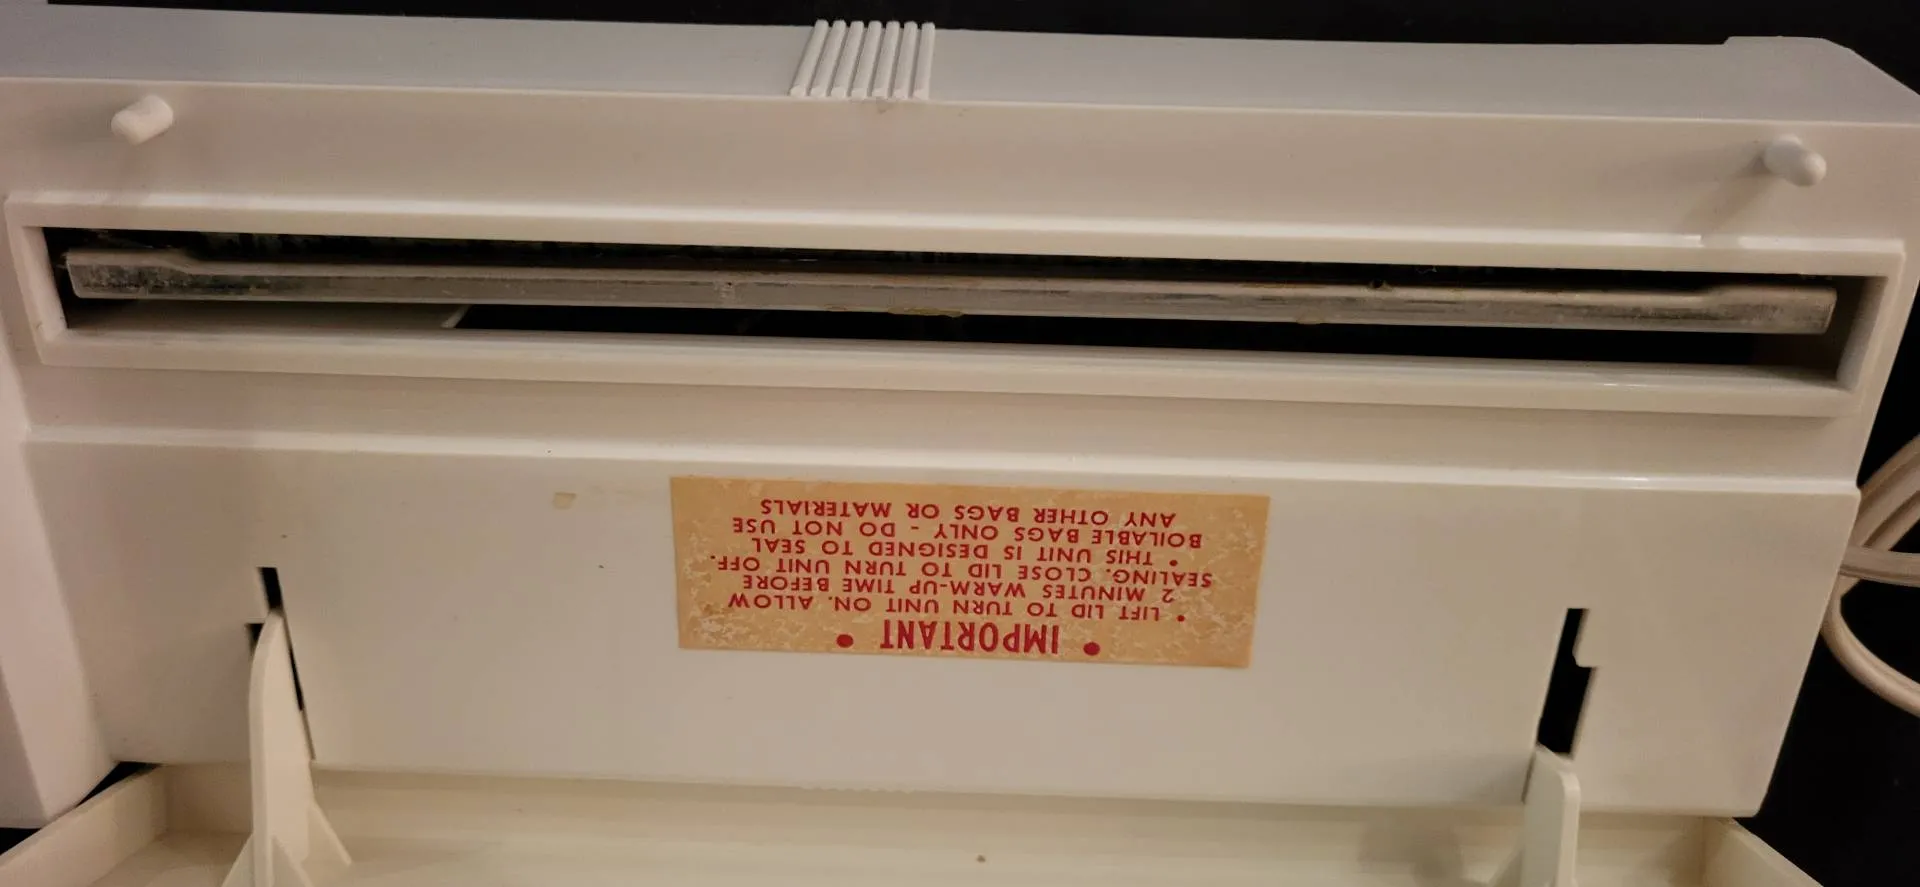 • IMPORTANT •
• LIFT LID TO TURN UNIT ON. ALLOW
2 MINUTES WARM-UP TIME BEFORE
SEALING. CLOSE LID TO TURN UNIT OFF.
• THIS UNIT IS DESIGNED TO SEAL
BOILABLE BAGS ONLY - DO NOT USE
ANY OTHER BAGS OR MATERIALS